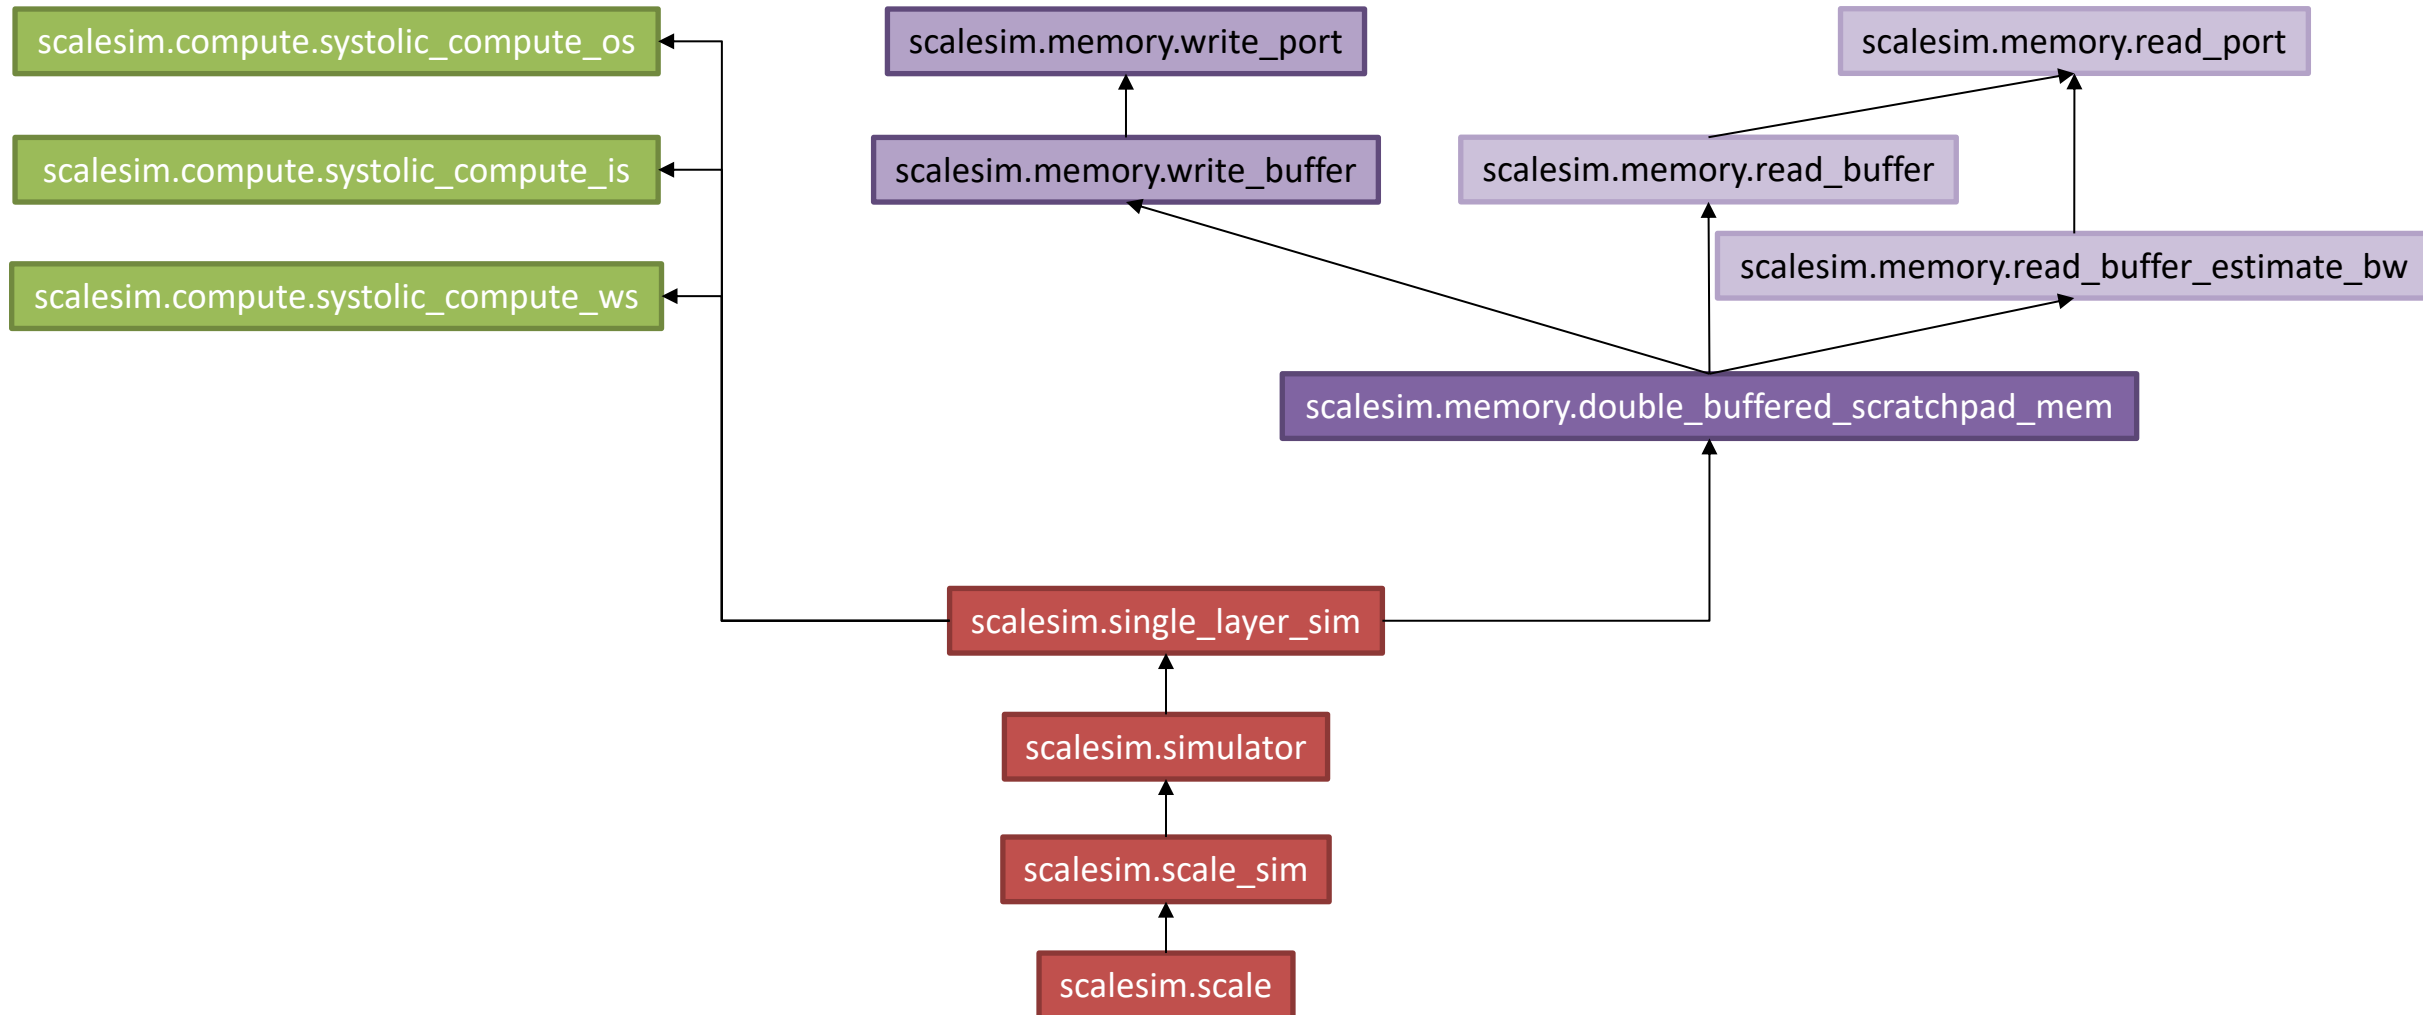 scalesim.compute.systolic_compute_os
scalesim.memory.write_port
scalesim.memory.read_port
scalesim.compute.systolic_compute_is
scalesim.memory.write_buffer
scalesim.memory.read_buffer
scalesim.memory.read_buffer_estimate_bw
scalesim.compute.systolic_compute_ws
scalesim.memory.double_buffered_scratchpad_mem
scalesim.single_layer_sim
scalesim.simulator
scalesim.scale_sim
scalesim.scale